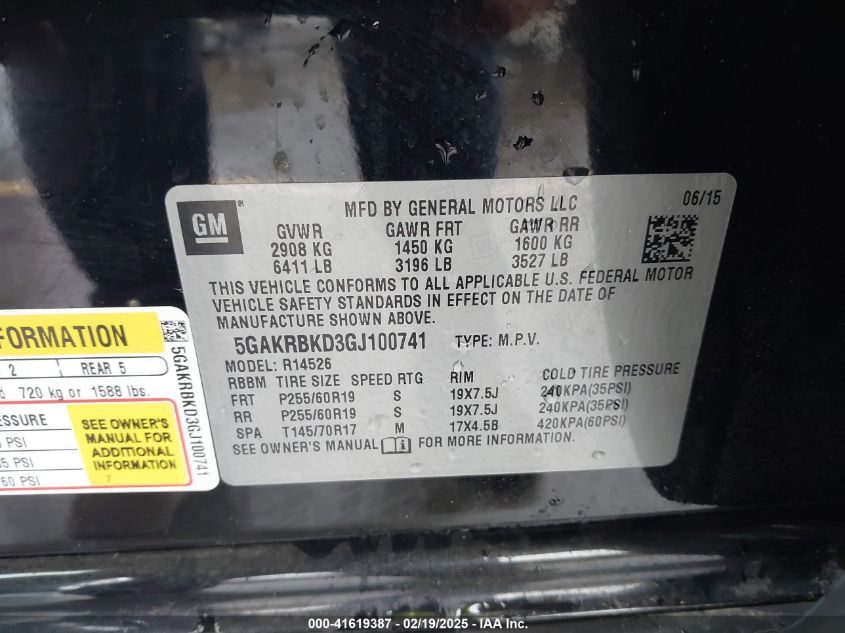 GM
MFD BY GENERAL MOTORS LLC
06/15
GVWR GAWR FRT GAWR RR
2908 KG 1450 KG 1600 KG
6411 LB 3196 LB 3527 LB
THIS VEHICLE CONFORMS TO ALL APPLICABLE U.S. FEDERAL MOTOR
VEHICLE SAFETY STANDARDS IN EFFECT ON THE DATE OF
MANUFACTURE SHOWN ABOVE.
5GAKRBKD3GJ100741 TYPE: M.P.V.
MODEL: R14526
RBBM TIRE SIZE SPEED RTG RIM COLD TIRE PRESSURE
FRT P255/60R19 S 19X7.5J 240KPA(35PSI)
RR P255/60R19 S 19X7.5J 240KPA(35PSI)
SPA T145/70R17 M 17X4.5B 420KPA(60PSI)
SEE OWNER'S MANUAL FOR MORE INFORMATION.
FORMATION
2 REAR 5
720 kg or 1588 lbs.
SEE OWNER'S
MANUAL FOR
ADDITIONAL
INFORMATION
PSI
PSI
60 PSI
5GAKRBKD3GJ100741
000-41619387 - 02/19/2025 - IAA Inc.